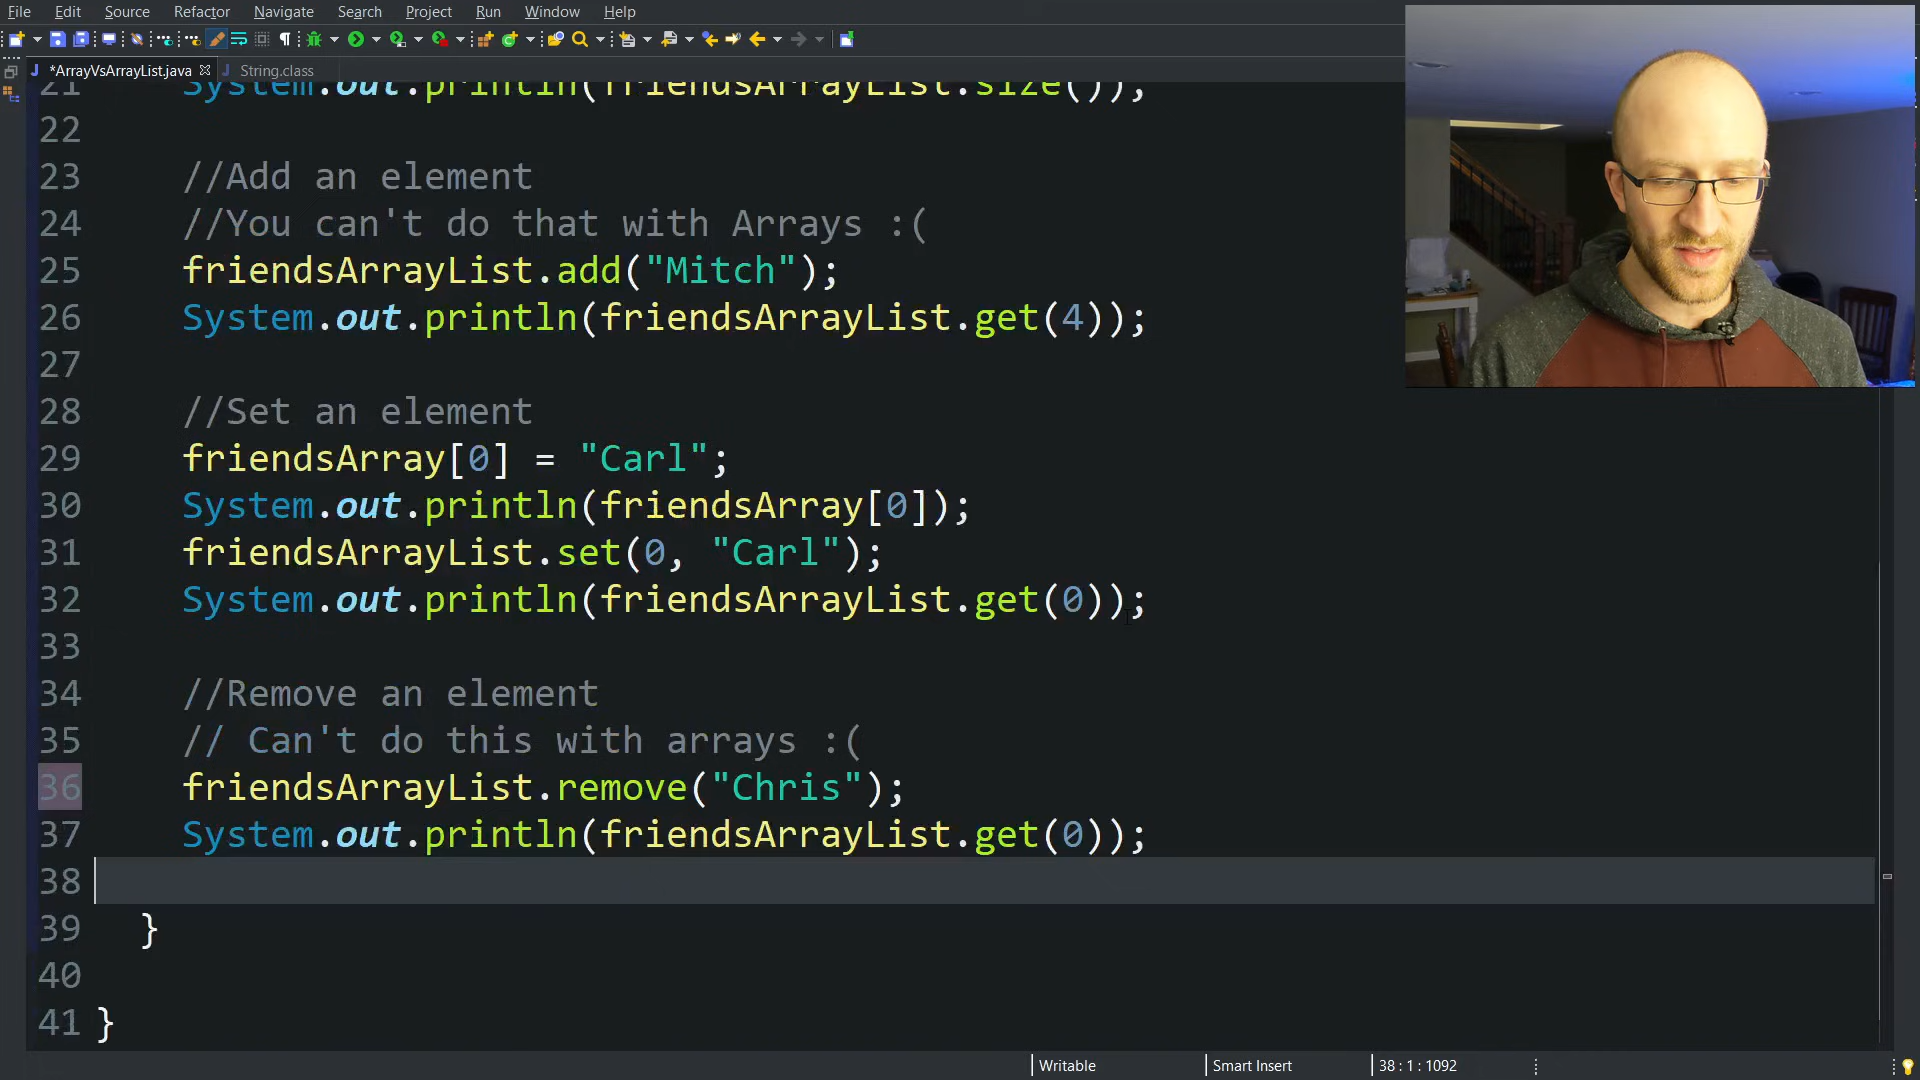 File Edit Source Refactor Navigate Search Project Run Window Help
*ArrayVsArrayList.java String.class
21 System.out.println(friendsArrayList.size());
22
23 //Add an element
24 //You can't do that with Arrays :(
25 friendsArrayList.add("Mitch");
26 System.out.println(friendsArrayList.get(4));
27
28 //Set an element
29 friendsArray[0] = "Carl";
30 System.out.println(friendsArray[0]);
31 friendsArrayList.set(0, "Carl");
32 System.out.println(friendsArrayList.get(0));
33
34 //Remove an element
35 // Can't do this with arrays :(
36 friendsArrayList.remove("Chris");
37 System.out.println(friendsArrayList.get(0));
38
39 }
40
41 }
Writable Smart Insert 38 : 1 : 1092